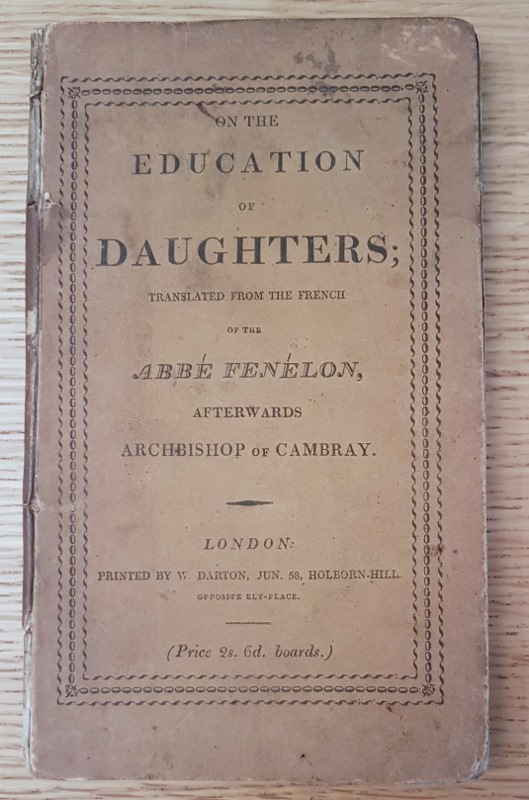 ON THE
EDUCATION
OF
DAUGHTERS;
TRANSLATED FROM THE FRENCH
OF THE
ABBÉ FENÉLON,
AFTERWARDS
ARCHBISHOP OF CAMBRAY.
LONDON:
PRINTED BY W. DARTON, JUN. 58, HOLBORN-HILL.
OPPOSITE ELY-PLACE.
(Price 2s. 6d. boards.)